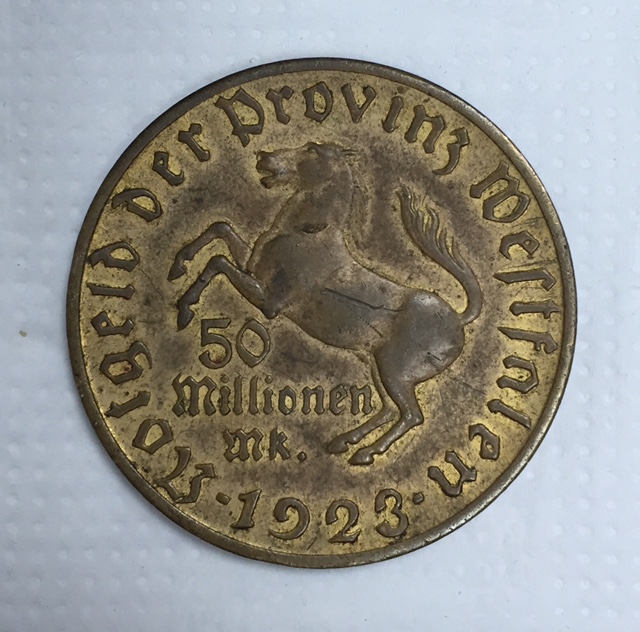 Notgeld der Provinz Westfalen
50
Millionen
Mk.
·1923·